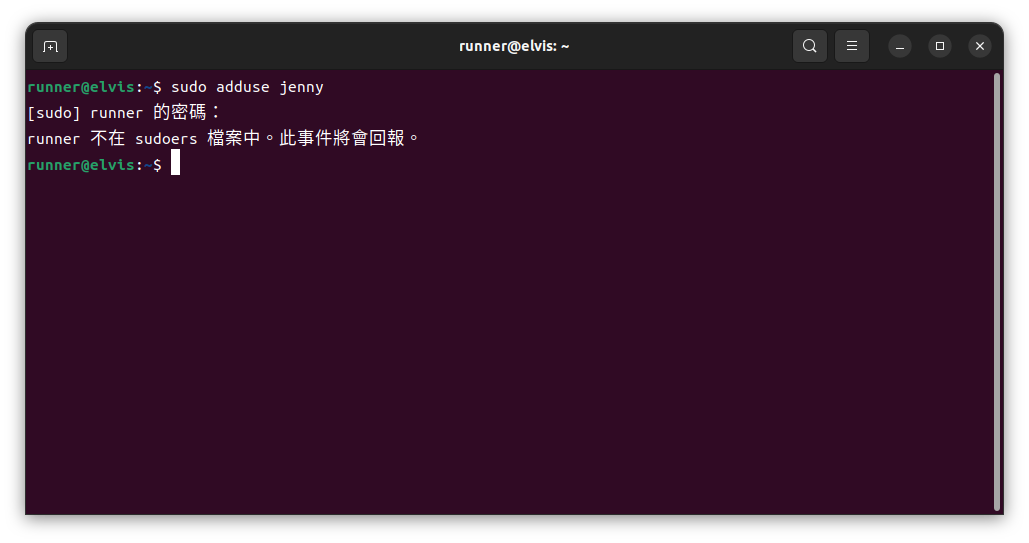 runner@elvis: ~
runner@elvis:~$ sudo adduse jenny
[sudo] runner 的密碼：
runner 不在 sudoers 檔案中。此事件將會回報。
runner@elvis:~$